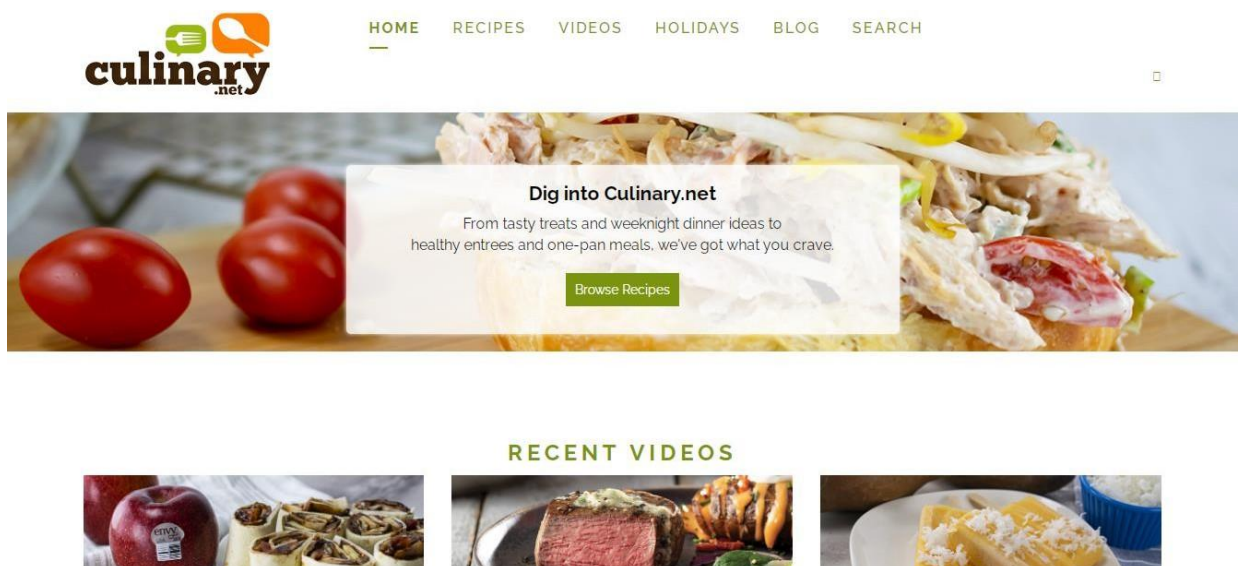 culinary
.net
HOME RECIPES VIDEOS HOLIDAYS BLOG SEARCH
Dig into Culinary.net
From tasty treats and weeknight dinner ideas to
healthy entrees and one-pan meals, we've got what you crave.
Browse Recipes
RECENT VIDEOS
envy